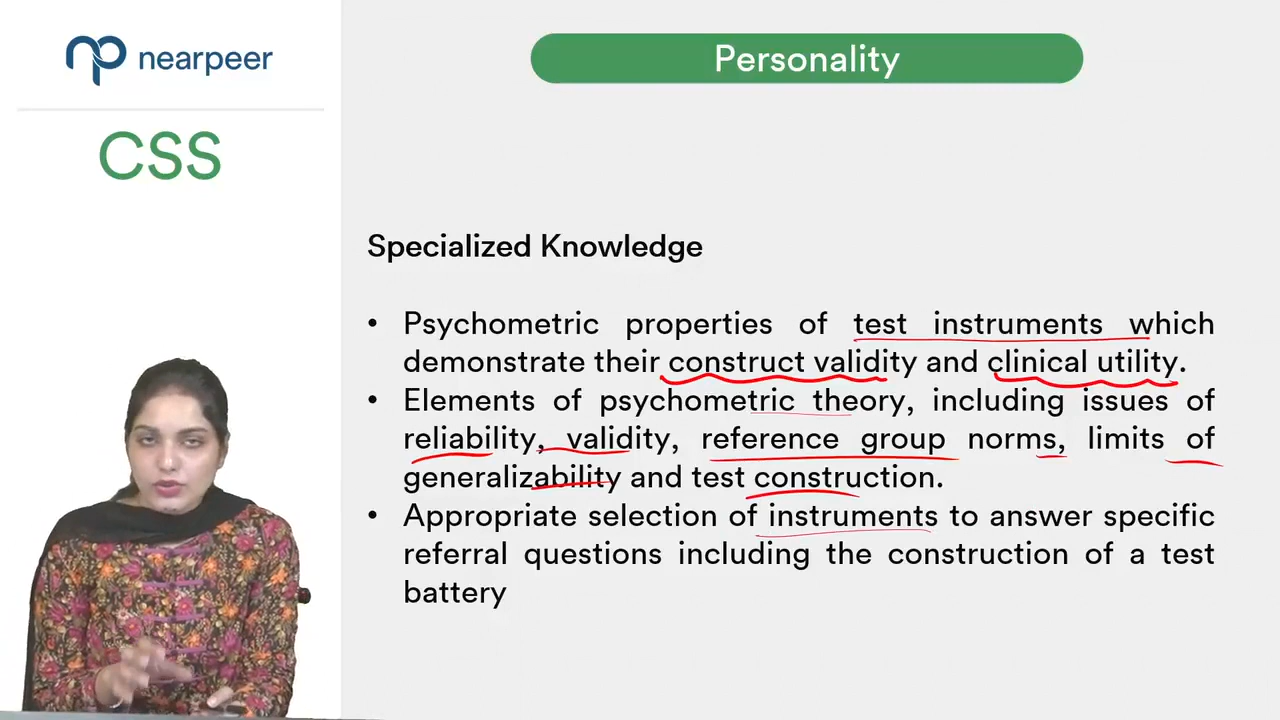 nearpeer
CSS
Personality
Specialized Knowledge
• Psychometric properties of test instruments which
demonstrate their construct validity and clinical utility.
• Elements of psychometric theory, including issues of
reliability, validity, reference group norms, limits of
generalizability and test construction.
• Appropriate selection of instruments to answer specific
referral questions including the construction of a test
battery